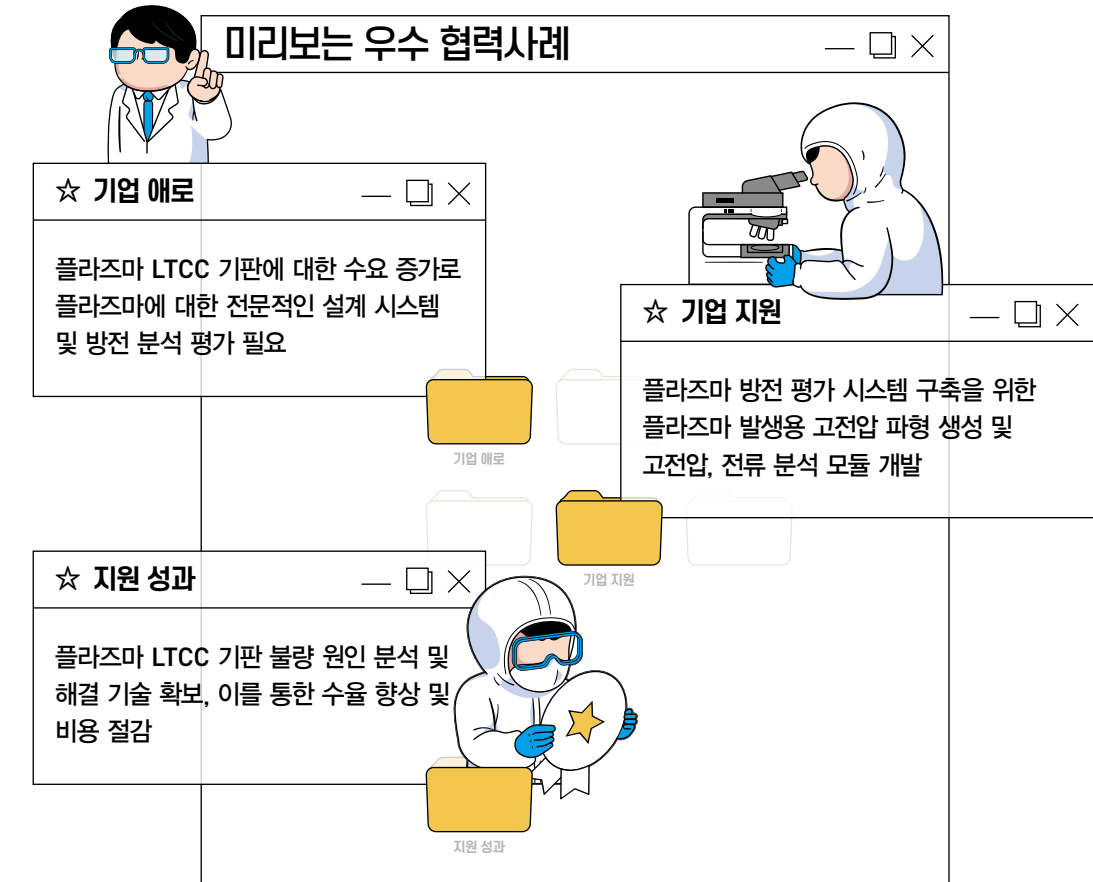 미리보는 우수 협력사례
☆ 기업 애로
플라즈마 LTCC 기판에 대한 수요 증가로
플라즈마에 대한 전문적인 설계 시스템
및 방전 분석 평가 필요
기업 애로
☆ 기업 지원
플라즈마 방전 평가 시스템 구축을 위한
플라즈마 발생용 고전압 파형 생성 및
고전압, 전류 분석 모듈 개발
기업 지원
☆ 지원 성과
플라즈마 LTCC 기판 불량 원인 분석 및
해결 기술 확보, 이를 통한 수율 향상 및
비용 절감
지원 성과